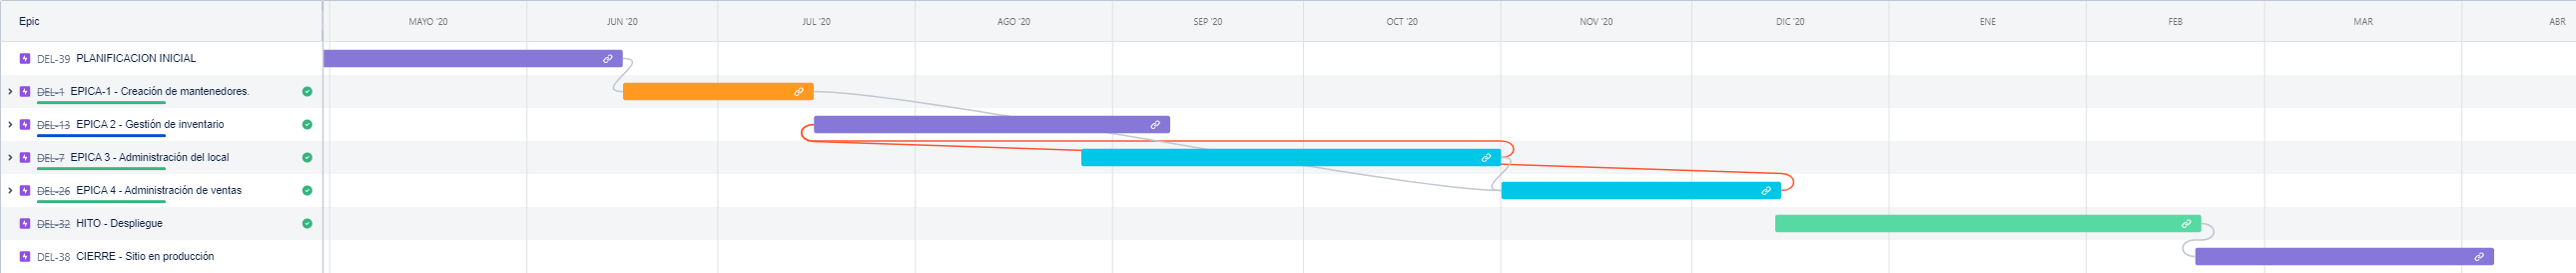 Epic MAYO '20 JUN '20 JUL '20 AGO '20 SEP '20 OCT '20 NOV '20 DIC '20 ENE FEB MAR ABR
DEL-39 PLANIFICACION INICIAL
DEL-1 EPICA-1 - Creación de mantenedores.
DEL-13 EPICA 2 - Gestión de inventario
DEL-7 EPICA 3 - Administración del local
DEL-26 EPICA 4 - Administración de ventas
DEL-32 HITO - Despliegue
DEL-38 CIERRE - Sitio en producción